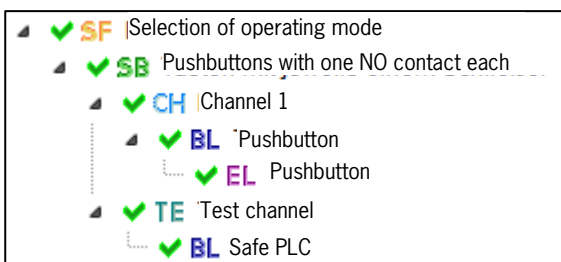 SF Selection of operating mode
SB Pushbuttons with one NO contact each
CH Channel 1
BL Pushbutton
EL Pushbutton
TE Test channel
BL Safe PLC